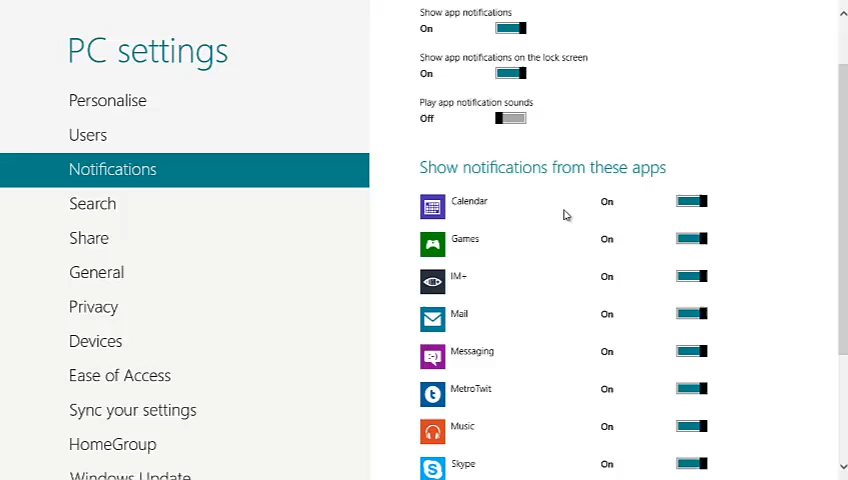 PC settings
Personalise
Users
Notifications
Search
Share
General
Privacy
Devices
Ease of Access
Sync your settings
HomeGroup
Windows Update
Show app notifications
On
Show app notifications on the lock screen
On
Play app notification sounds
Off
Show notifications from these apps
Calendar On
Games On
IM+ On
Mail On
Messaging On
MetroTwit On
Music On
Skype On